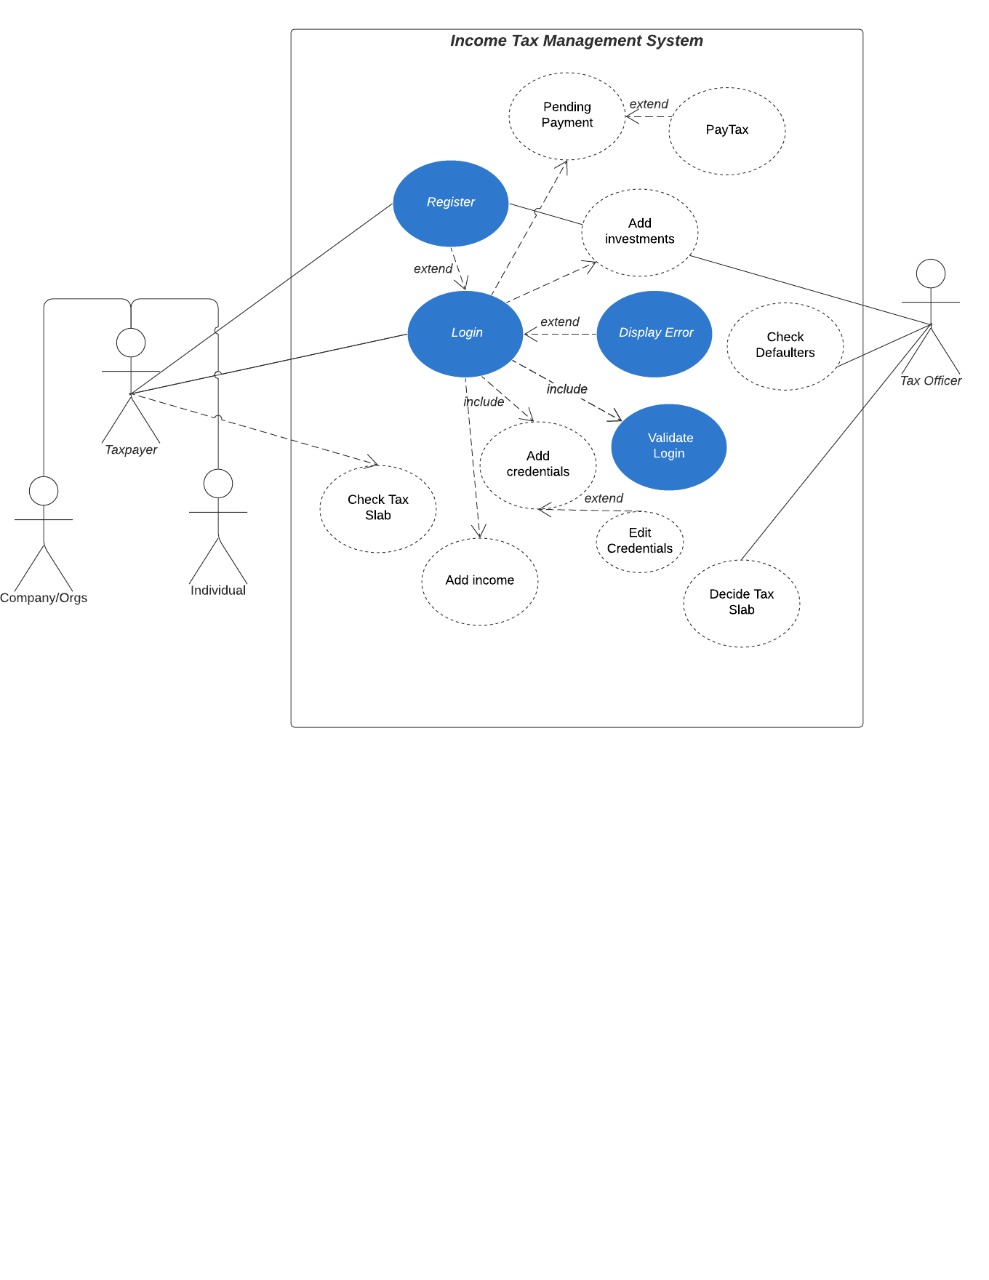 Income Tax Management System
Pending
Payment
extend
PayTax
Register
Add
investments
extend
Login
extend
Display Error
Check
Defaulters
Tax Officer
include
include
Validate
Login
Taxpayer
Add
credentials
extend
Check Tax
Slab
Edit
Credentials
Add income
Individual
Company/Orgs
Decide Tax
Slab